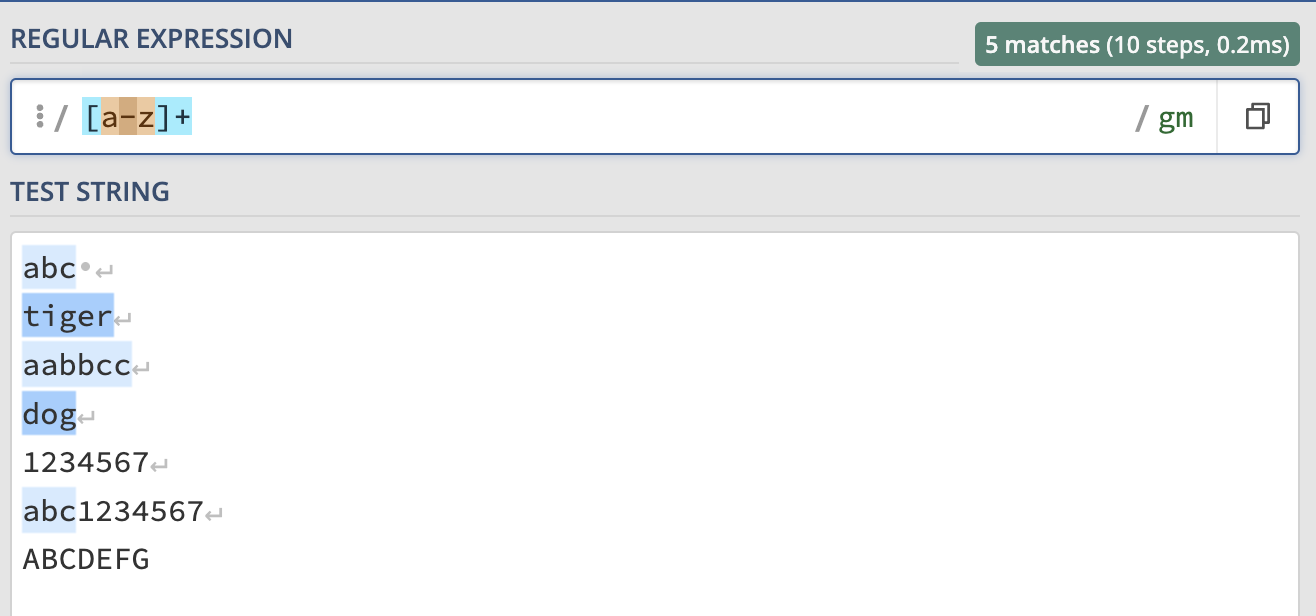 REGULAR EXPRESSION
5 matches (10 steps, 0.2ms)
/ [a-z]+ / gm
TEST STRING
abc•↵
tiger↵
aabbcc↵
dog↵
1234567↵
abc1234567↵
ABCDEFG